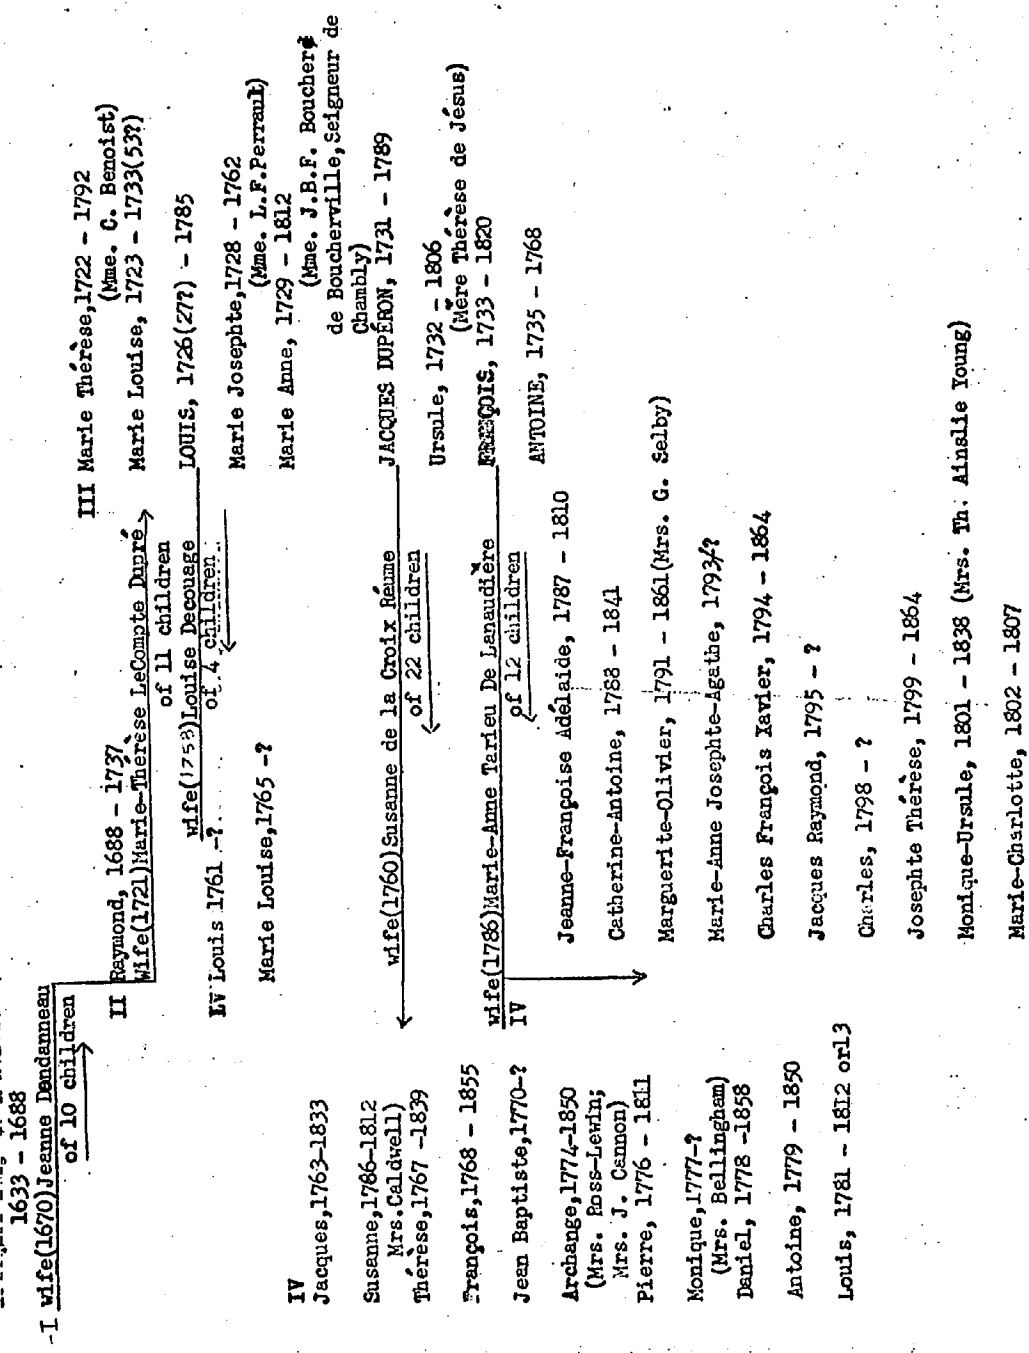 1633 - 1688
-I wife(1670)Jeanne Dandanneau
of 10 children
II Raymond, 1688 - 1737
Wife(1721)Marie-Thérèse LeCompte Dupré
of 11 children
III Marie Thérèse,1722 - 1792
(Mme. C. Benoist)
Marie Louise, 1723 - 1733(53?)
LOUIS, 1726(27?) - 1785
wife(1758)Louise Decouage
of 4 children
Marie Josephte,1728 - 1762
(Mme. L.F.Perrault)
Marie Anne, 1729 - 1812
(Mme. J.B.F. Boucher
de Boucherville,Seigneur de
Chambly)
IV Louis 1761 -?
Marie Louise,1765 -?
JACQUES DUPÉRON, 1731 - 1789
wife(1760)Susanne de la Croix Réume
of 22 children
Ursule, 1732 - 1806
(Mère Thérèse de Jésus)
FRANÇOIS, 1733 - 1820
wife(1786)Marie-Anne Tarieu De Lanaudière
of 12 children
ANTOINE, 1735 - 1768
IV
Jeanne-Françoise Adélaide, 1787 - 1810
Catherine-Antoine, 1788 - 1841
Marguerite-Olivier, 1791 - 1861(Mrs. G. Selby)
Marie-Anne Josephte-Agathe, 1793-?
Charles François Xavier, 1794 - 1864
Jacques Raymond, 1795 - ?
Charles, 1798 - ?
Josephte Thérèse, 1799 - 1864
Monique-Ursule, 1801 - 1838 (Mrs. Th. Ainslie Young)
Marie-Charlotte, 1802 - 1807
IV
Jacques,1763-1833
Susanne,1786-1812
Mrs.Caldwell)
Thérèse,1767 -1839
François,1768 - 1855
Jean Baptiste,1770-?
Archange,1774-1850
(Mrs. Ross-Lewin;
Mrs. J. Cannon)
Pierre, 1776 - 1811
Monique,1777-?
(Mrs. Bellingham)
Daniel, 1778 -1858
Antoine, 1779 - 1850
Louis, 1781 - 1812 or13